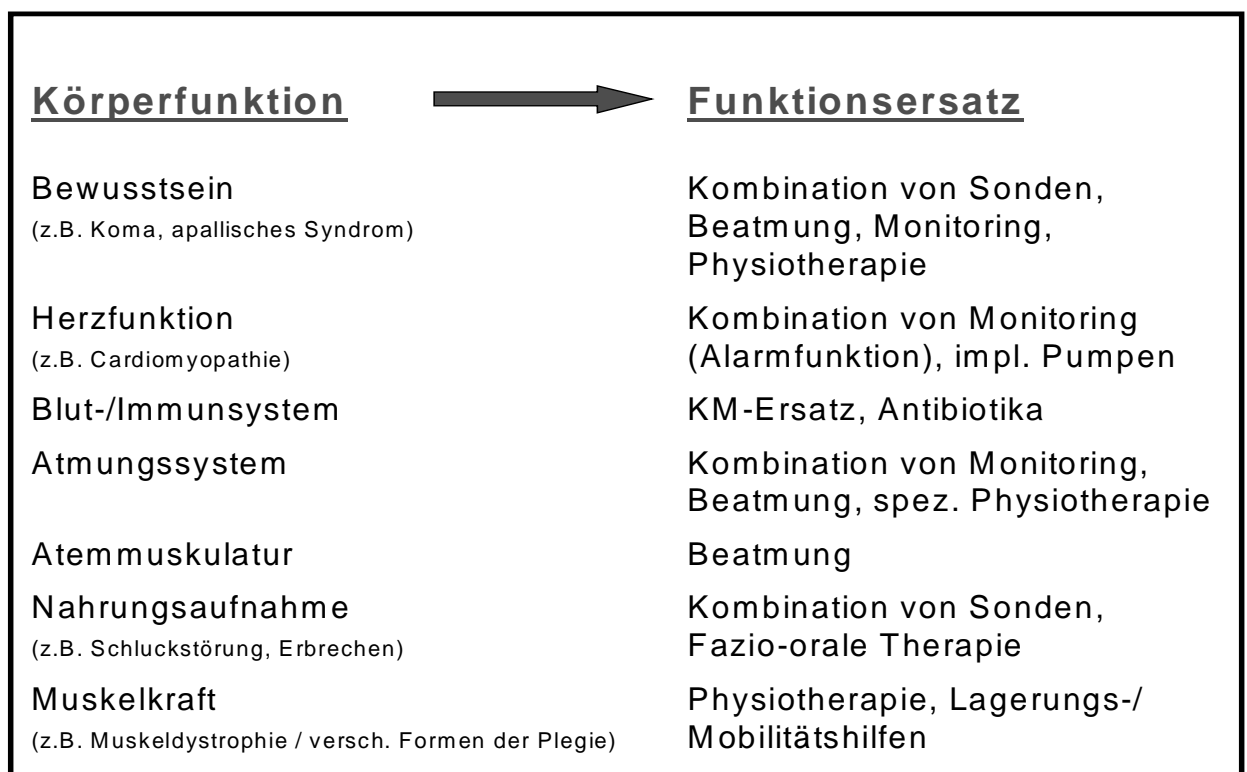 Körperfunktion Funktionsersatz
Bewusstsein Kombination von Sonden,
(z.B. Koma, apallisches Syndrom) Beatmung, Monitoring,
Physiotherapie
Herzfunktion Kombination von Monitoring
(z.B. Cardiomyopathie) (Alarmfunktion), impl. Pumpen
Blut-/Immunsystem KM-Ersatz, Antibiotika
Atmungssystem Kombination von Monitoring,
Beatmung, spez. Physiotherapie
Atemmuskulatur Beatmung
Nahrungsaufnahme Kombination von Sonden,
(z.B. Schluckstörung, Erbrechen) Fazio-orale Therapie
Muskelkraft Physiotherapie, Lagerungs-/
(z.B. Muskeldystrophie / versch. Formen der Plegie) Mobilitätshilfen